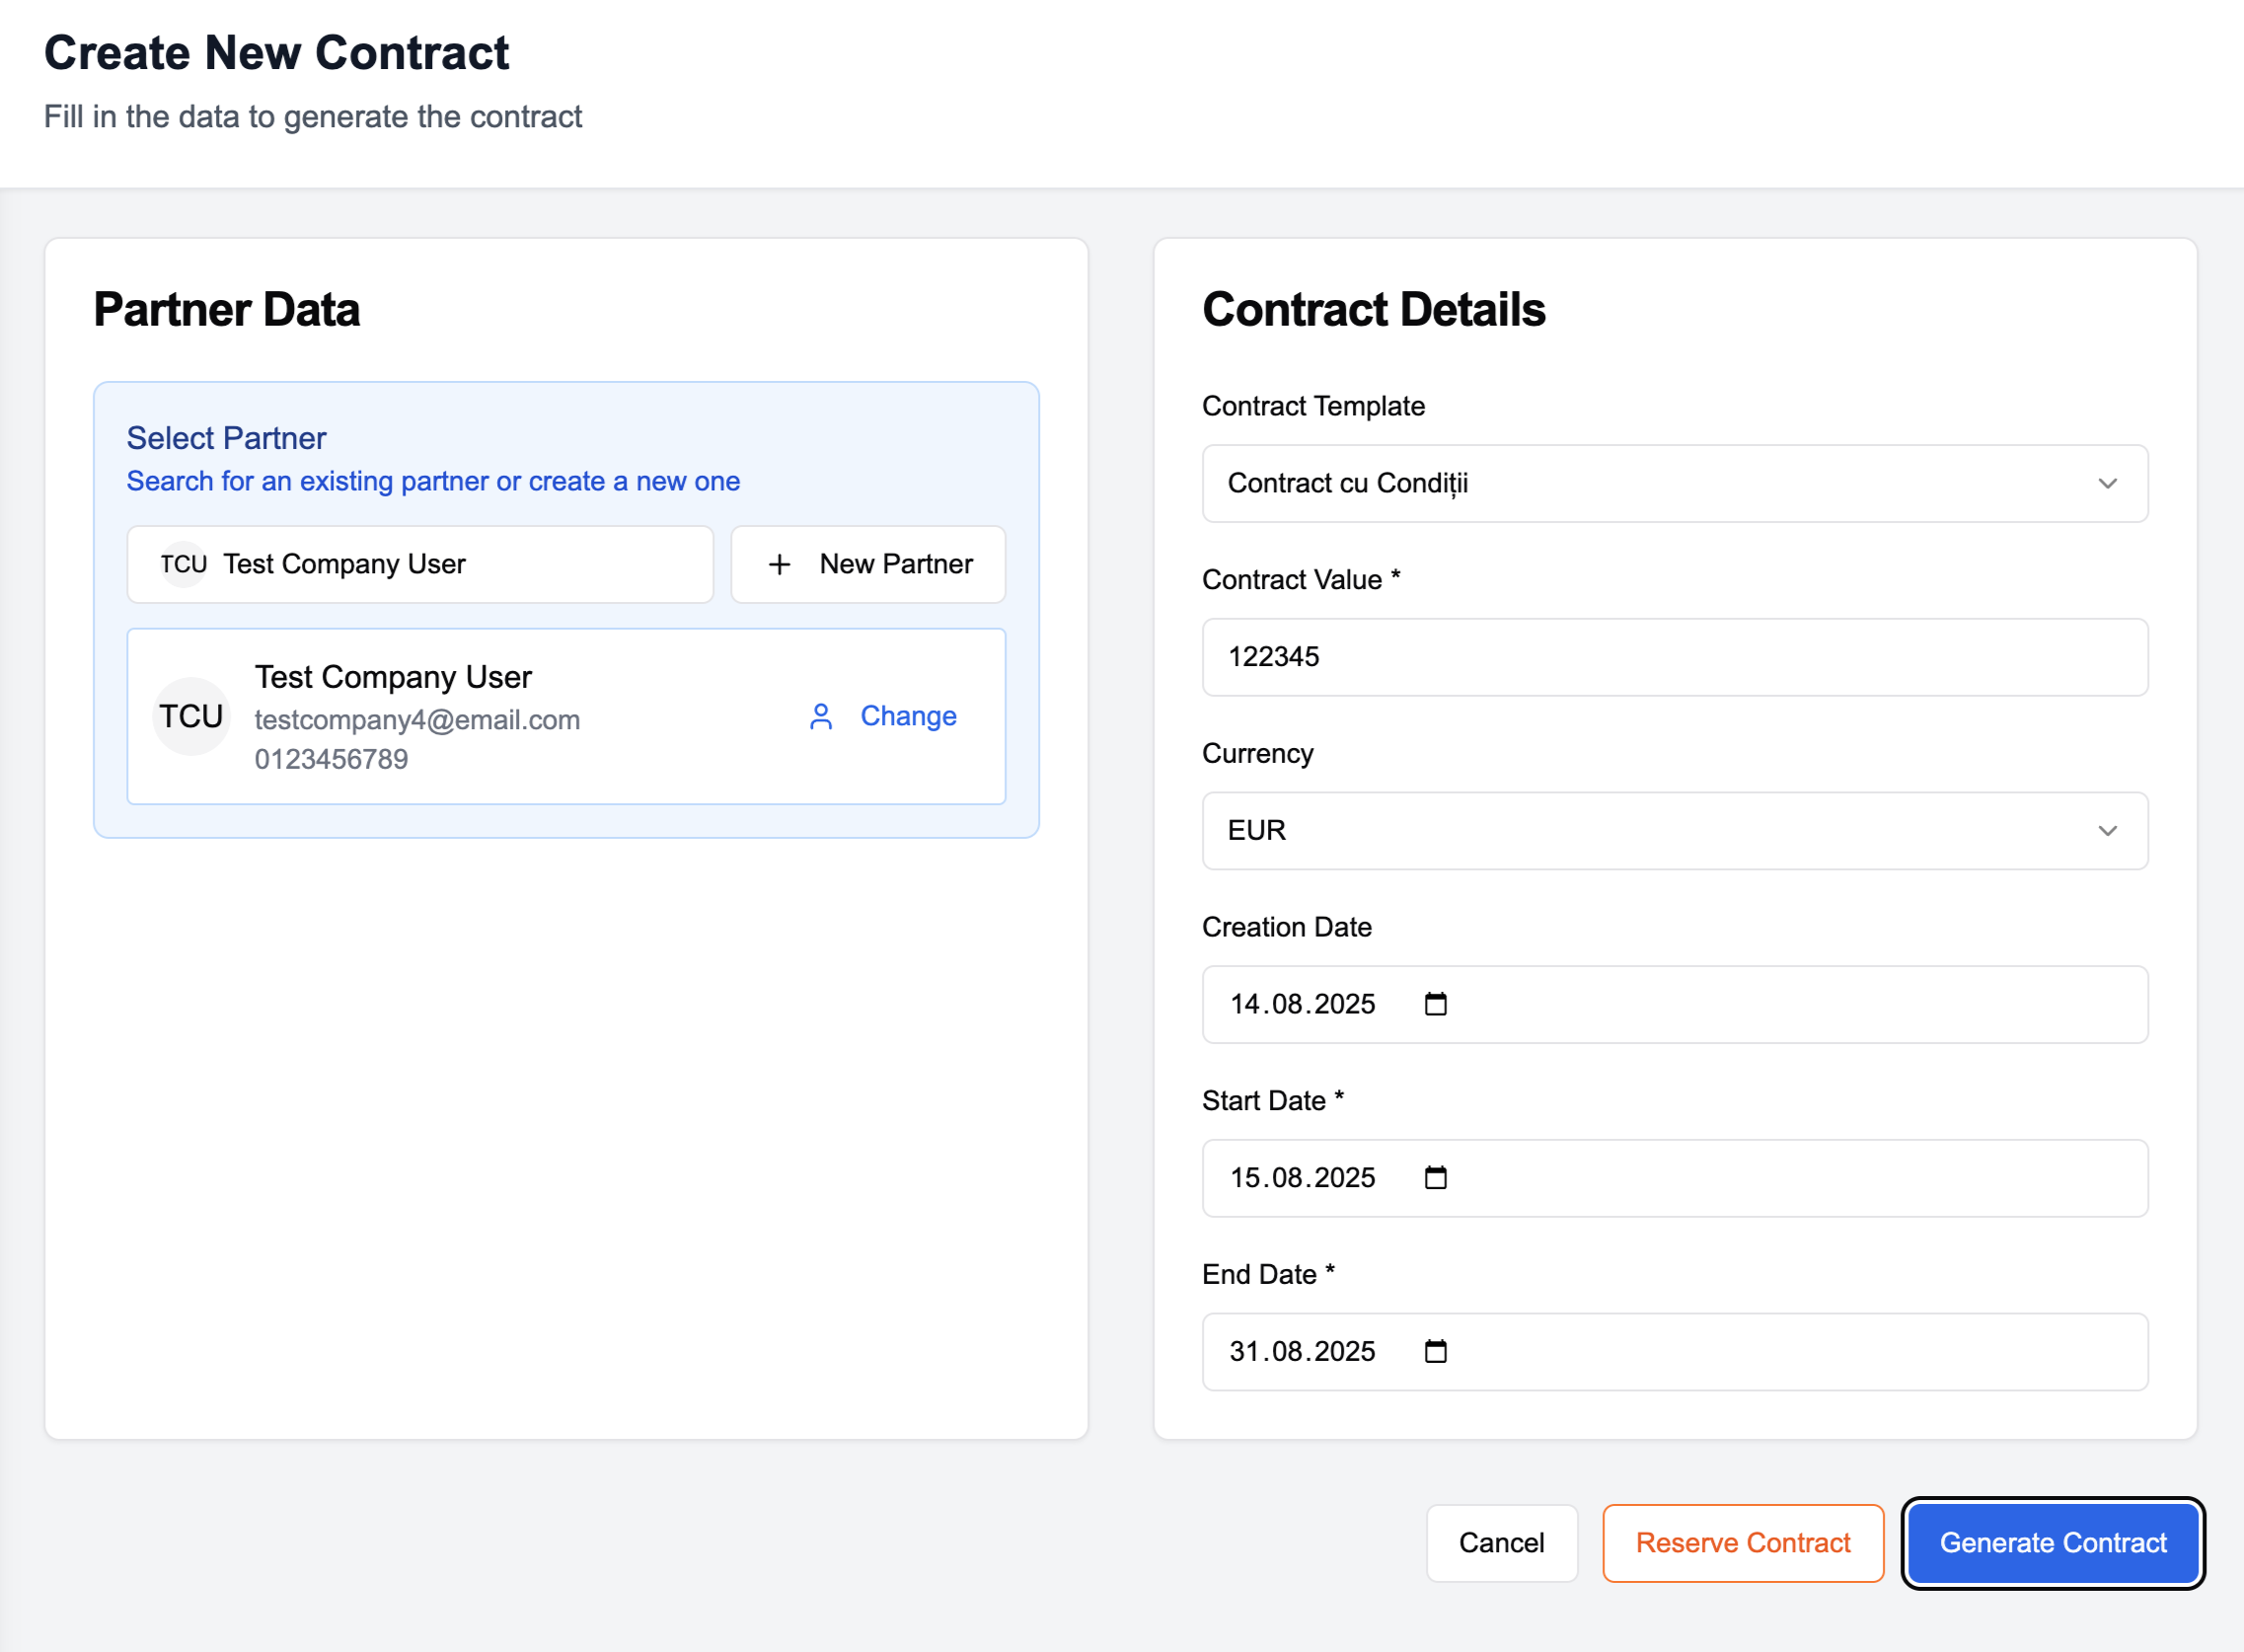 Create New Contract
Fill in the data to generate the contract
Partner Data
Select Partner
Search for an existing partner or create a new one
TCU Test Company User
+ New Partner
TCU
Test Company User
testcompany4@email.com
0123456789
Change
Contract Details
Contract Template
Contract cu Condiții
Contract Value *
122345
Currency
EUR
Creation Date
14.08.2025
Start Date *
15.08.2025
End Date *
31.08.2025
Cancel
Reserve Contract
Generate Contract